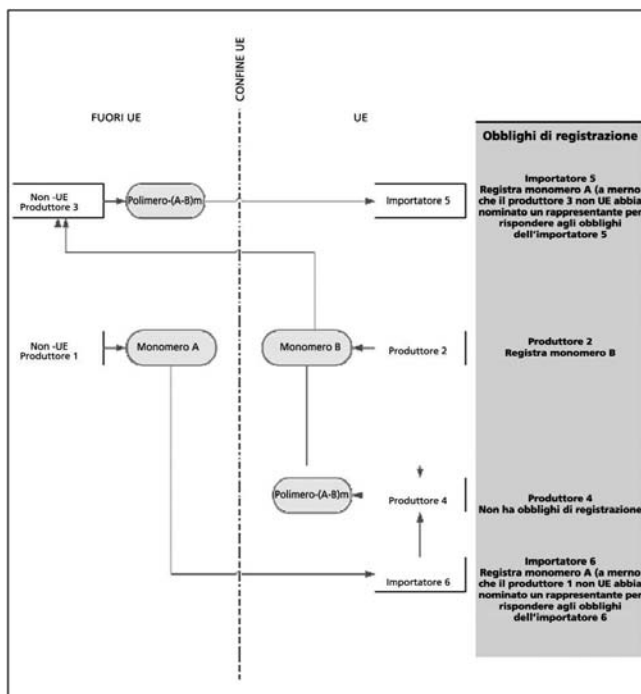 CONFINE UE
FUORI UE
UE
Obblighi di registrazione
Non -UE
Produttore 3
Polimero-(A-B)m
Importatore 5
Importatore 5
Registra monomero A (a merno
che il produttore 3 non UE abbia
nominato un rappresentante per
rispondere agli obblighi
dell'importatore 5
Non -UE
Produttore 1
Monomero A
Monomero B
Produttore 2
Produttore 2
Registra monomero B
Polimero-(A-B)m
Produttore 4
Produttore 4
Non ha obblighi di registrazione
Importatore 6
Importatore 6
Registra monomero A (a merno
che il produttore 1 non UE abbia
nominato un rappresentante per
rispondere agli obblighi
dell'importatore 6